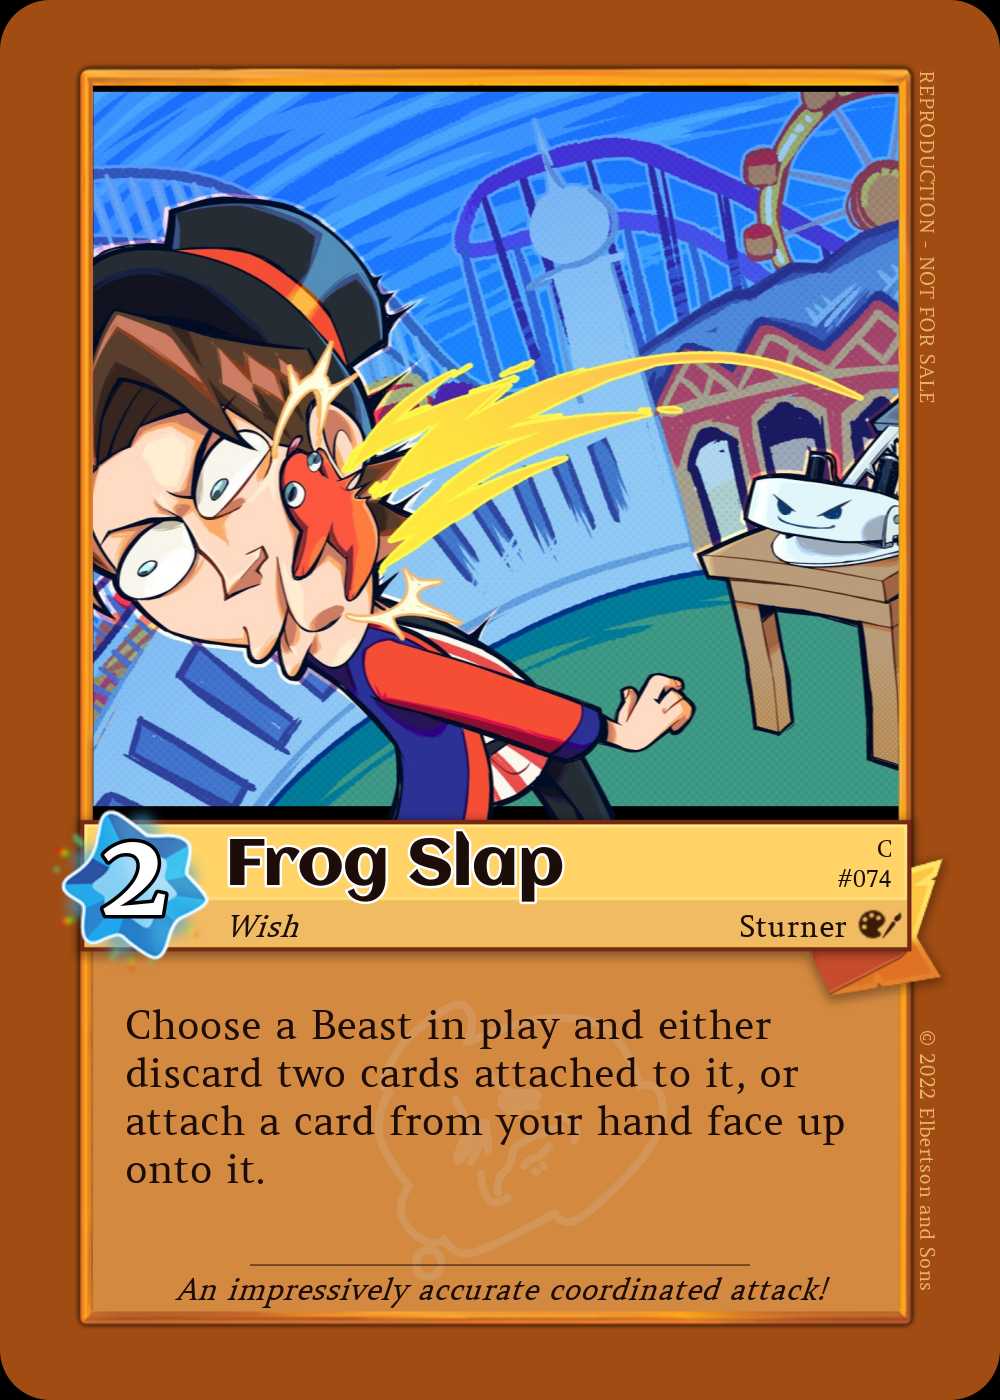 REPRODUCTION - NOT FOR SALE
2
Frog Slap
C
#074
Wish
Sturner
Choose a Beast in play and either
discard two cards attached to it, or
attach a card from your hand face up
onto it.
An impressively accurate coordinated attack!
© 2022 Elbertson and Sons